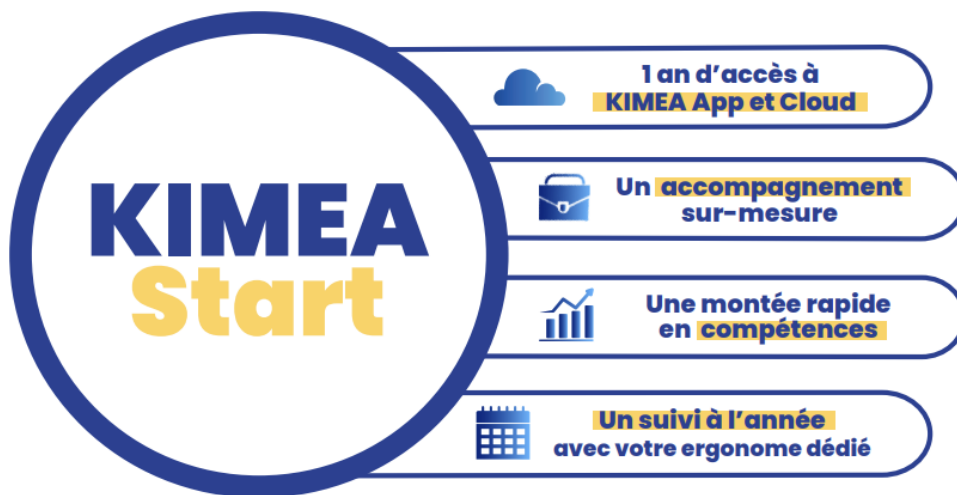 KIMEA
Start
1 an d'accès à
KIMEA App et Cloud
Un accompagnement
sur-mesure
Une montée rapide
en compétences
Un suivi à l'année
avec votre ergonome dédié